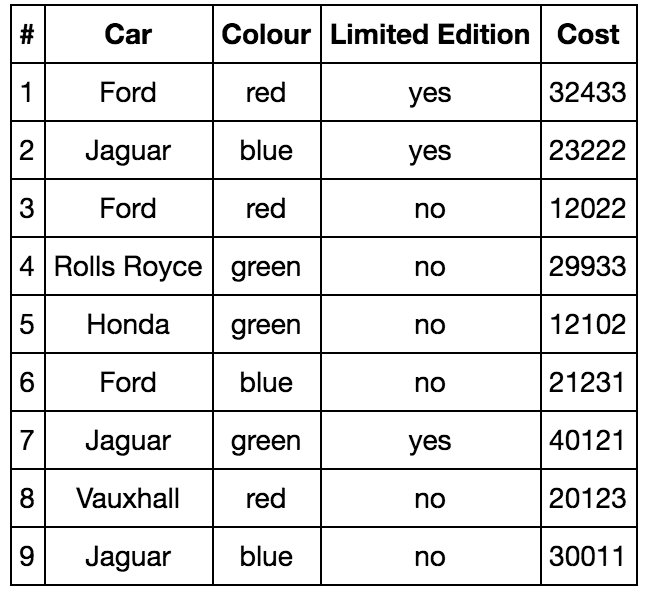 # Car Colour Limited Edition Cost
1 Ford red yes 32433
2 Jaguar blue yes 23222
3 Ford red no 12022
4 Rolls Royce green no 29933
5 Honda green no 12102
6 Ford blue no 21231
7 Jaguar green yes 40121
8 Vauxhall red no 20123
9 Jaguar blue no 30011